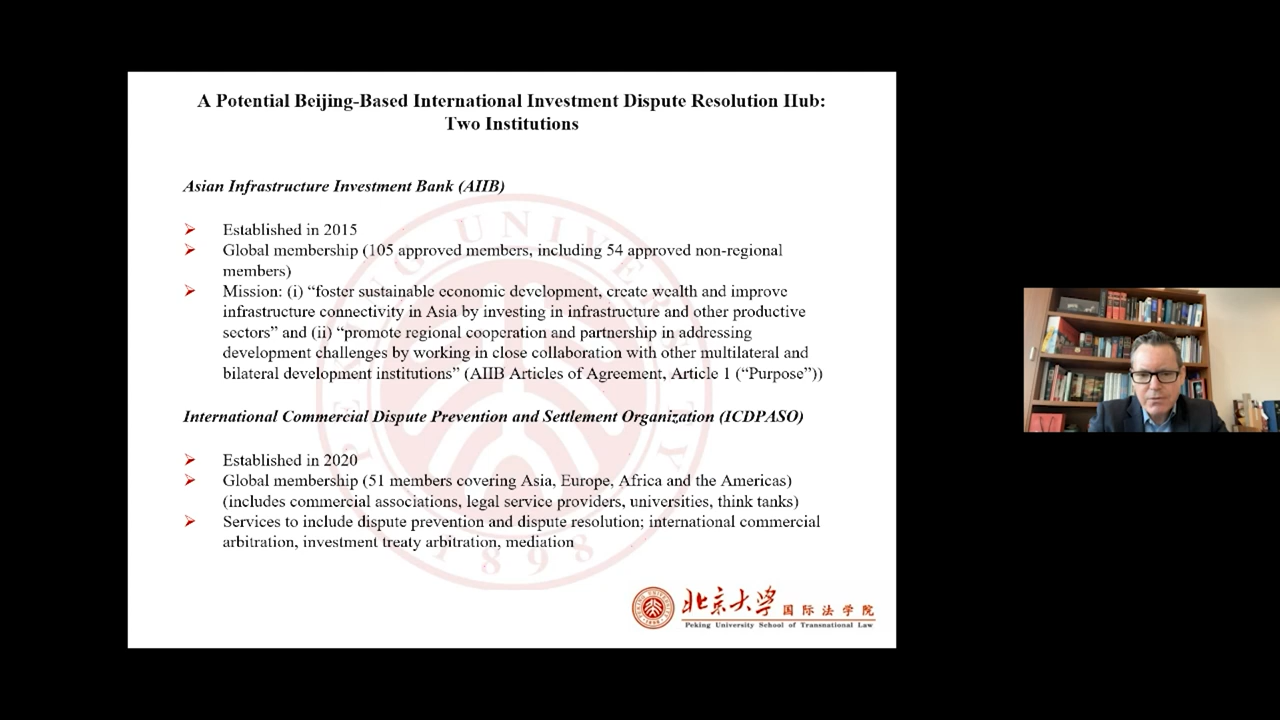 A Potential Beijing-Based International Investment Dispute Resolution Hub:
Two Institutions
Asian Infrastructure Investment Bank (AIIB)
Established in 2015
Global membership (105 approved members, including 54 approved non-regional
members)
Mission: (i) “foster sustainable economic development, create wealth and improve
infrastructure connectivity in Asia by investing in infrastructure and other productive
sectors” and (ii) “promote regional cooperation and partnership in addressing
development challenges by working in close collaboration with other multilateral and
bilateral development institutions” (AIIB Articles of Agreement, Article 1 (“Purpose”))
International Commercial Dispute Prevention and Settlement Organization (ICDPASO)
Established in 2020
Global membership (51 members covering Asia, Europe, Africa and the Americas)
(includes commercial associations, legal service providers, universities, think tanks)
Services to include dispute prevention and dispute resolution; international commercial
arbitration, investment treaty arbitration, mediation
PEKING UNIVERSITY
1898
北京大学 国际法学院
Peking University School of Transnational Law